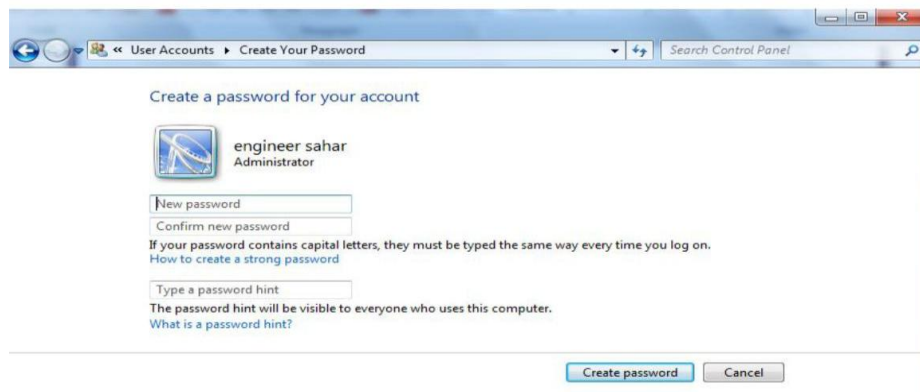 « User Accounts ▸ Create Your Password
Search Control Panel
Create a password for your account
engineer sahar
Administrator
New password
Confirm new password
If your password contains capital letters, they must be typed the same way every time you log on.
How to create a strong password
Type a password hint
The password hint will be visible to everyone who uses this computer.
What is a password hint?
Create password Cancel